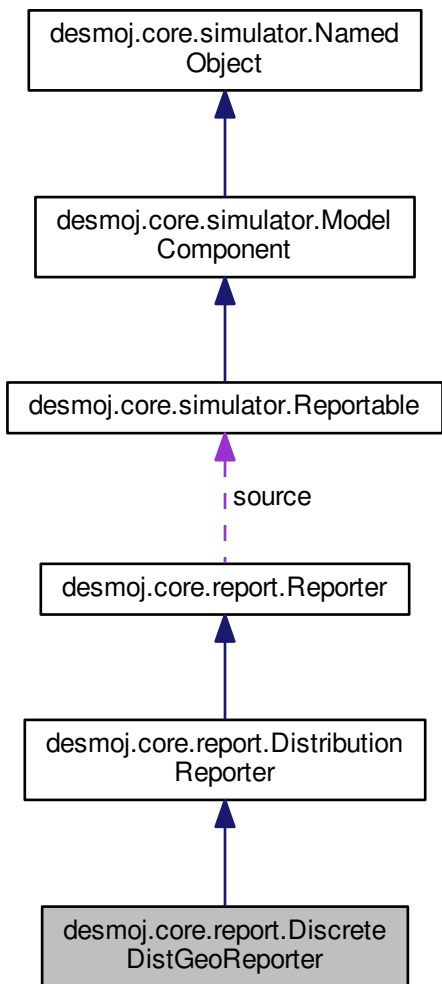 desmoj.core.simulator.Named
Object
desmoj.core.simulator.Model
Component
desmoj.core.simulator.Reportable
source
desmoj.core.report.Reporter
desmoj.core.report.Distribution
Reporter
desmoj.core.report.Discrete
DistGeoReporter